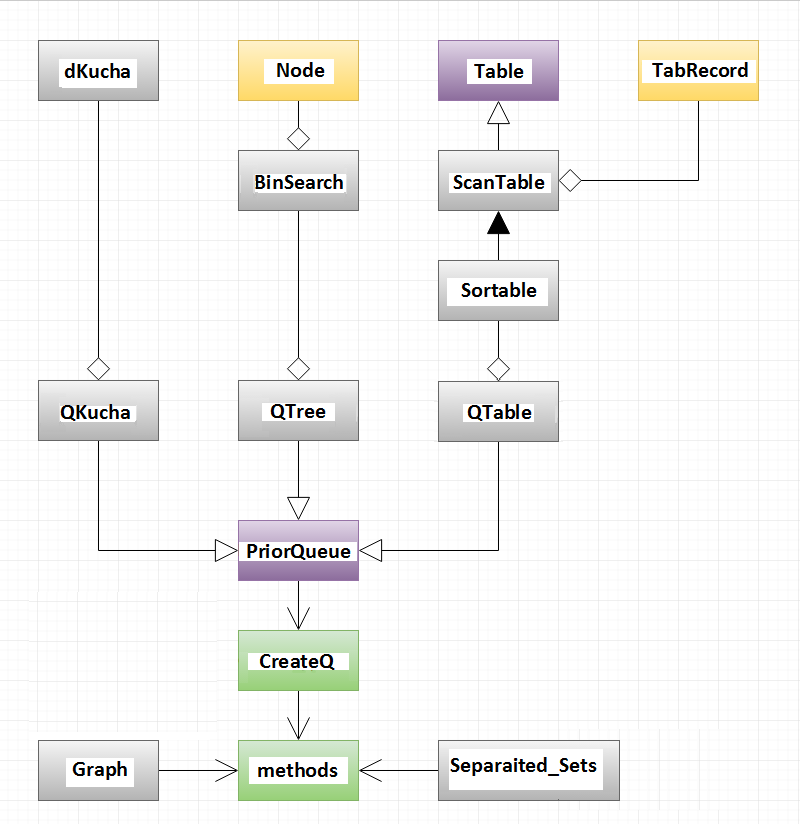 dKucha
Node
Table
TabRecord
BinSearch
ScanTable
Sortable
QKucha
QTree
QTable
PriorQueue
CreateQ
Graph
methods
Separaited_Sets